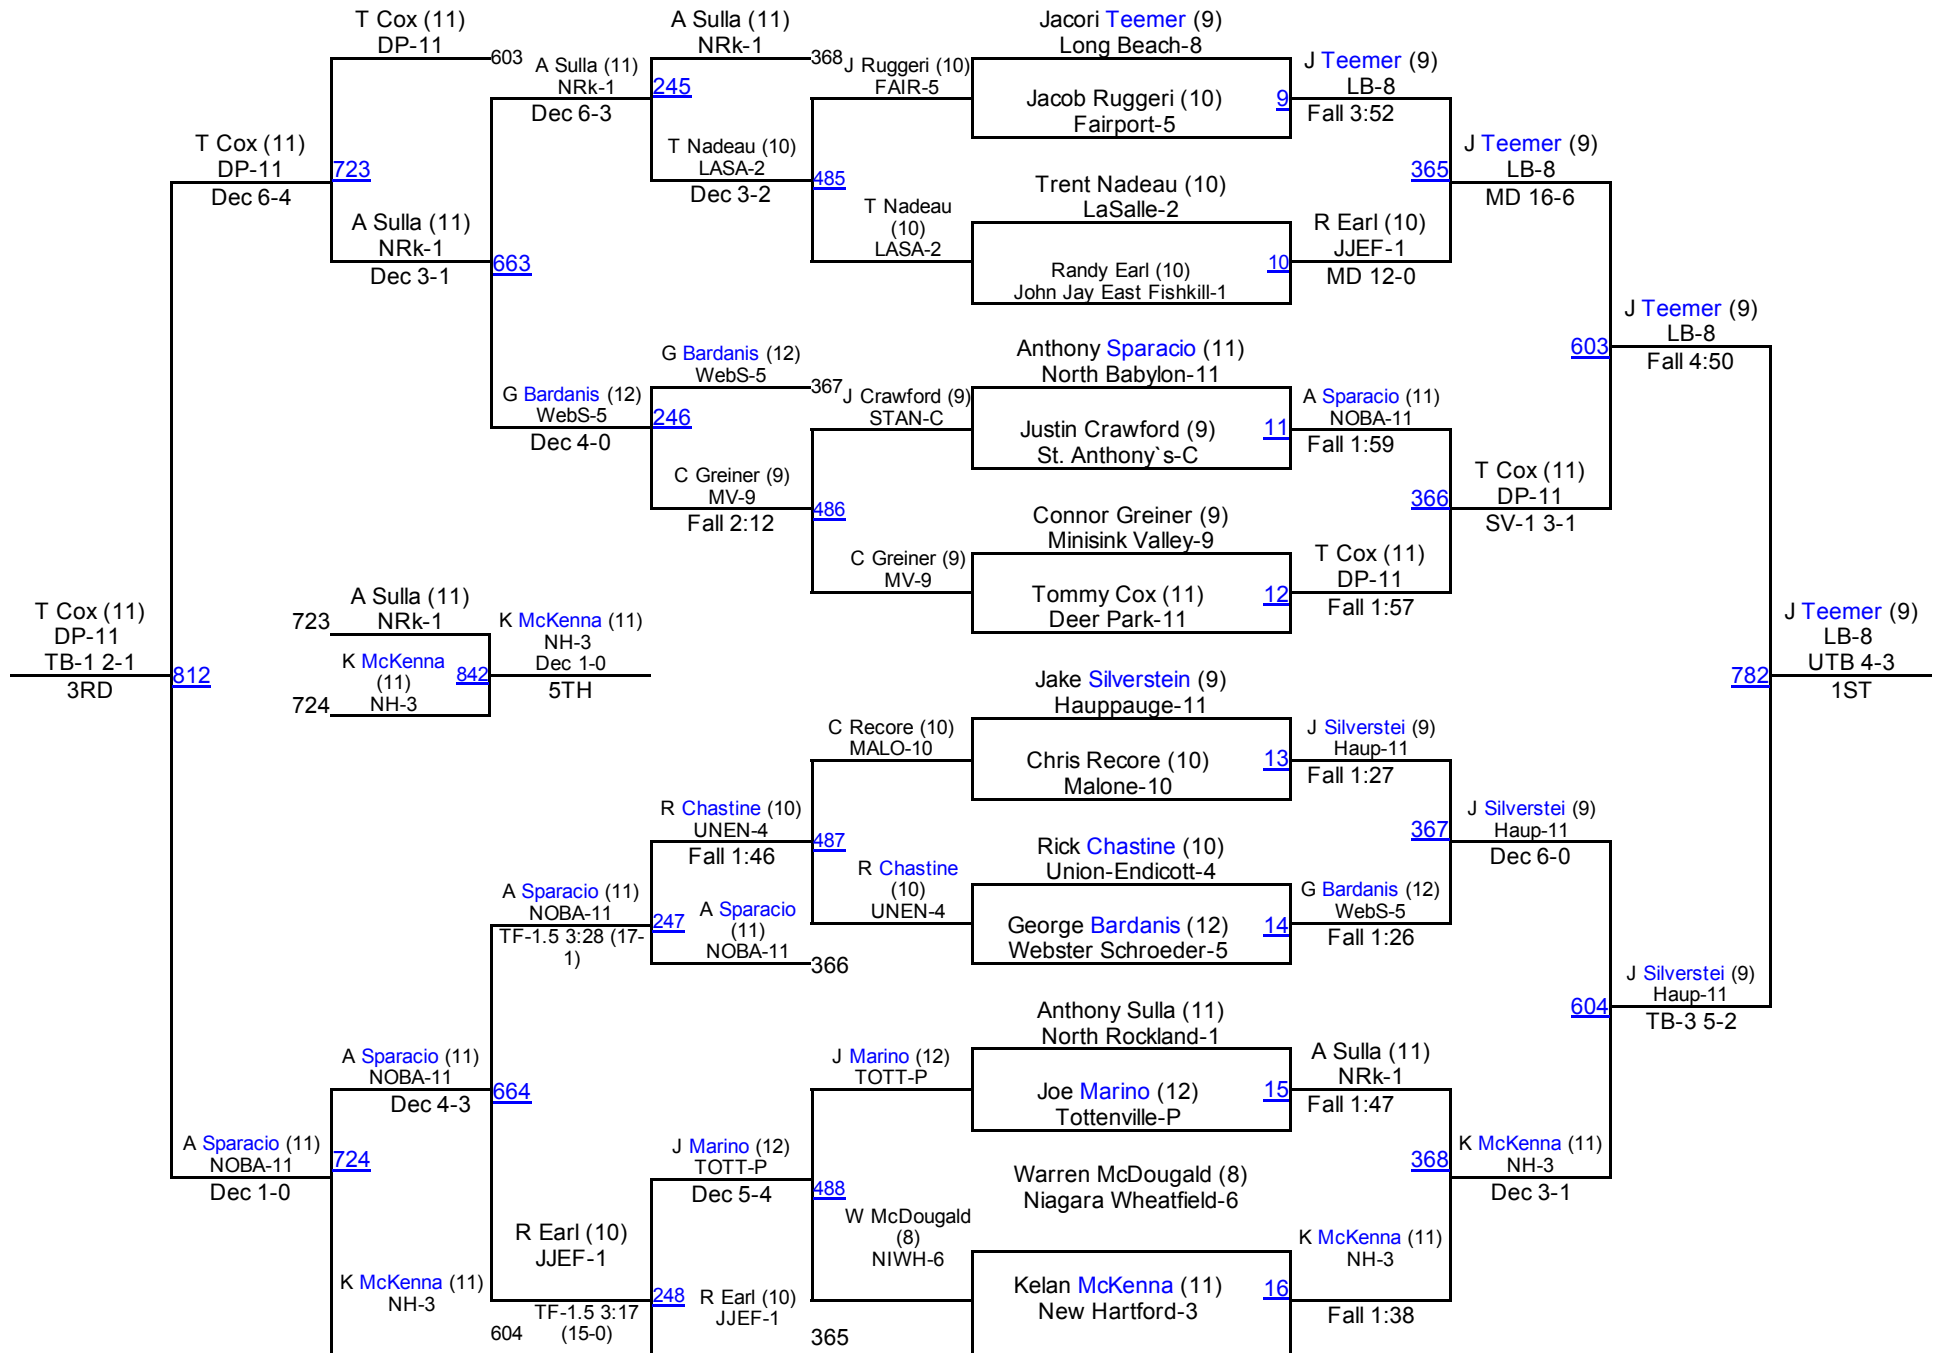 T Cox (11)
DP-11
603
A Sulla (11)
NRk-1
Dec 6-3
245
A Sulla (11)
NRk-1
368
J Ruggeri (10)
FAIR-5
Jacori Teemer (9)
Long Beach-8
Jacob Ruggeri (10)
Fairport-5
9
J Teemer (9)
LB-8
Fall 3:52
T Cox (11)
DP-11
Dec 6-4
723
A Sulla (11)
NRk-1
Dec 3-1
663
T Nadeau (10)
LASA-2
Dec 3-2
485
T Nadeau
(10)
LASA-2
Trent Nadeau (10)
LaSalle-2
Randy Earl (10)
John Jay East Fishkill-1
10
R Earl (10)
JJEF-1
MD 12-0
365
J Teemer (9)
LB-8
MD 16-6
G Bardanis (12)
WebS-5
Dec 4-0
246
G Bardanis (12)
WebS-5
367
J Crawford (9)
STAN-C
Anthony Sparacio (11)
North Babylon-11
Justin Crawford (9)
St. Anthony`s-C
11
A Sparacio (11)
NOBA-11
Fall 1:59
603
J Teemer (9)
LB-8
Fall 4:50
C Greiner (9)
MV-9
Fall 2:12
486
C Greiner (9)
MV-9
Connor Greiner (9)
Minisink Valley-9
Tommy Cox (11)
Deer Park-11
12
T Cox (11)
DP-11
Fall 1:57
366
T Cox (11)
DP-11
SV-1 3-1
T Cox (11)
DP-11
TB-1 2-1
3RD
812
723
A Sulla (11)
NRk-1
K McKenna
(11)
NH-3
724
842
K McKenna (11)
NH-3
Dec 1-0
5TH
782
J Teemer (9)
LB-8
UTB 4-3
1ST
C Recore (10)
MALO-10
Jake Silverstein (9)
Hauppauge-11
Chris Recore (10)
Malone-10
13
J Silverstei (9)
Haup-11
Fall 1:27
R Chastine (10)
UNEN-4
Fall 1:46
487
R Chastine
(10)
UNEN-4
Rick Chastine (10)
Union-Endicott-4
George Bardanis (12)
Webster Schroeder-5
14
G Bardanis (12)
WebS-5
Fall 1:26
367
J Silverstei (9)
Haup-11
Dec 6-0
A Sparacio (11)
NOBA-11
TF-1.5 3:28 (17-
1)
247
A Sparacio
(11)
NOBA-11
366
604
J Silverstei (9)
Haup-11
TB-3 5-2
A Sparacio (11)
NOBA-11
Dec 4-3
664
J Marino (12)
TOTT-P
Anthony Sulla (11)
North Rockland-1
Joe Marino (12)
Tottenville-P
15
A Sulla (11)
NRk-1
Fall 1:47
A Sparacio (11)
NOBA-11
Dec 1-0
724
J Marino (12)
TOTT-P
Dec 5-4
488
W McDougald
(8)
NIWH-6
Warren McDougald (8)
Niagara Wheatfield-6
Kelan McKenna (11)
New Hartford-3
16
K McKenna (11)
NH-3
Fall 1:38
368
K McKenna (11)
NH-3
Dec 3-1
K McKenna (11)
NH-3
604
R Earl (10)
JJEF-1
TF-1.5 3:17
(15-0)
248
R Earl (10)
JJEF-1
365